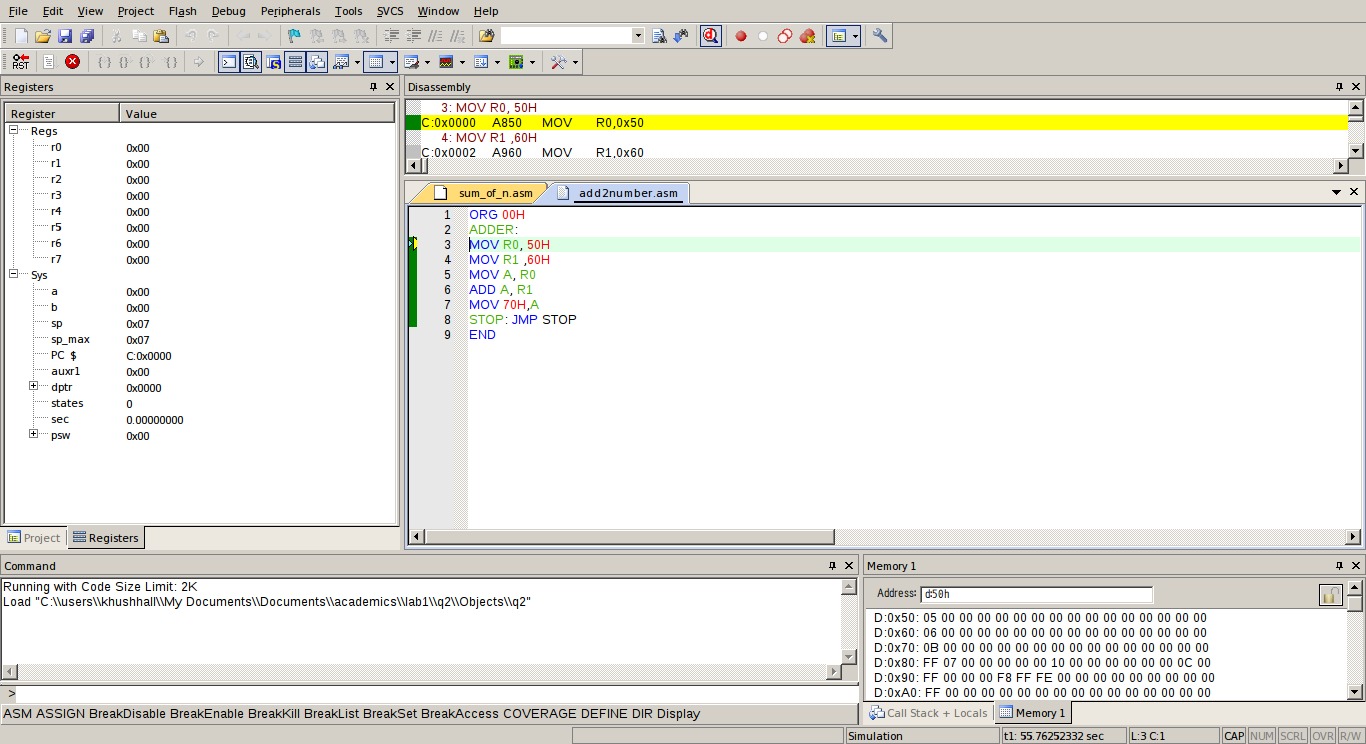 File Edit View Project Flash Debug Peripherals Tools SVCS Window Help
RST
Registers
Register Value
Regs
r0 0x00
r1 0x00
r2 0x00
r3 0x00
r4 0x00
r5 0x00
r6 0x00
r7 0x00
Sys
a 0x00
b 0x00
sp 0x07
sp_max 0x07
PC $ C:0x0000
auxr1 0x00
dptr 0x0000
states 0
sec 0.00000000
psw 0x00
Project Registers
Disassembly
3: MOV R0, 50H
C:0x0000 A850 MOV R0,0x50
4: MOV R1 ,60H
C:0x0002 A960 MOV R1,0x60
sum_of_n.asm add2number.asm
1 ORG 00H
2 ADDER:
3 MOV R0, 50H
4 MOV R1 ,60H
5 MOV A, R0
6 ADD A, R1
7 MOV 70H,A
8 STOP: JMP STOP
9 END
Command
Running with Code Size Limit: 2K
Load "C:\\users\\khushhall\\My Documents\\Documents\\academics\\lab1\\q2\\Objects\\q2"
>
ASM ASSIGN BreakDisable BreakEnable BreakKill BreakList BreakSet BreakAccess COVERAGE DEFINE DIR Display
Memory 1
Address: d:50h
D:0x50: 05 00 00 00 00 00 00 00 00 00 00 00 00 00 00 00
D:0x60: 06 00 00 00 00 00 00 00 00 00 00 00 00 00 00 00
D:0x70: 0B 00 00 00 00 00 00 00 00 00 00 00 00 00 00 00
D:0x80: FF 07 00 00 00 00 00 10 00 00 00 00 00 00 0C 00
D:0x90: FF 00 00 00 F8 FF FE 00 00 00 00 00 00 00 00 00
D:0xA0: FF 00 00 00 00 00 00 00 00 00 00 00 00 00 00 00
Call Stack + Locals Memory 1
Simulation t1: 55.76252332 sec L:3 C:1 CAP NUM SCRL OVR R/W